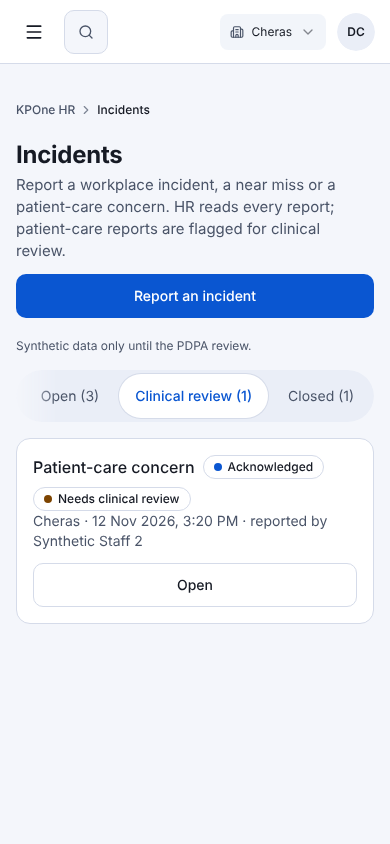 Cheras
DC
KPOne HR > Incidents
Incidents
Report a workplace incident, a near miss or a
patient-care concern. HR reads every report;
patient-care reports are flagged for clinical
review.
Report an incident
Synthetic data only until the PDPA review.
Open (3) Clinical review (1) Closed (1)
Patient-care concern Acknowledged
Needs clinical review
Cheras · 12 Nov 2026, 3:20 PM · reported by
Synthetic Staff 2
Open